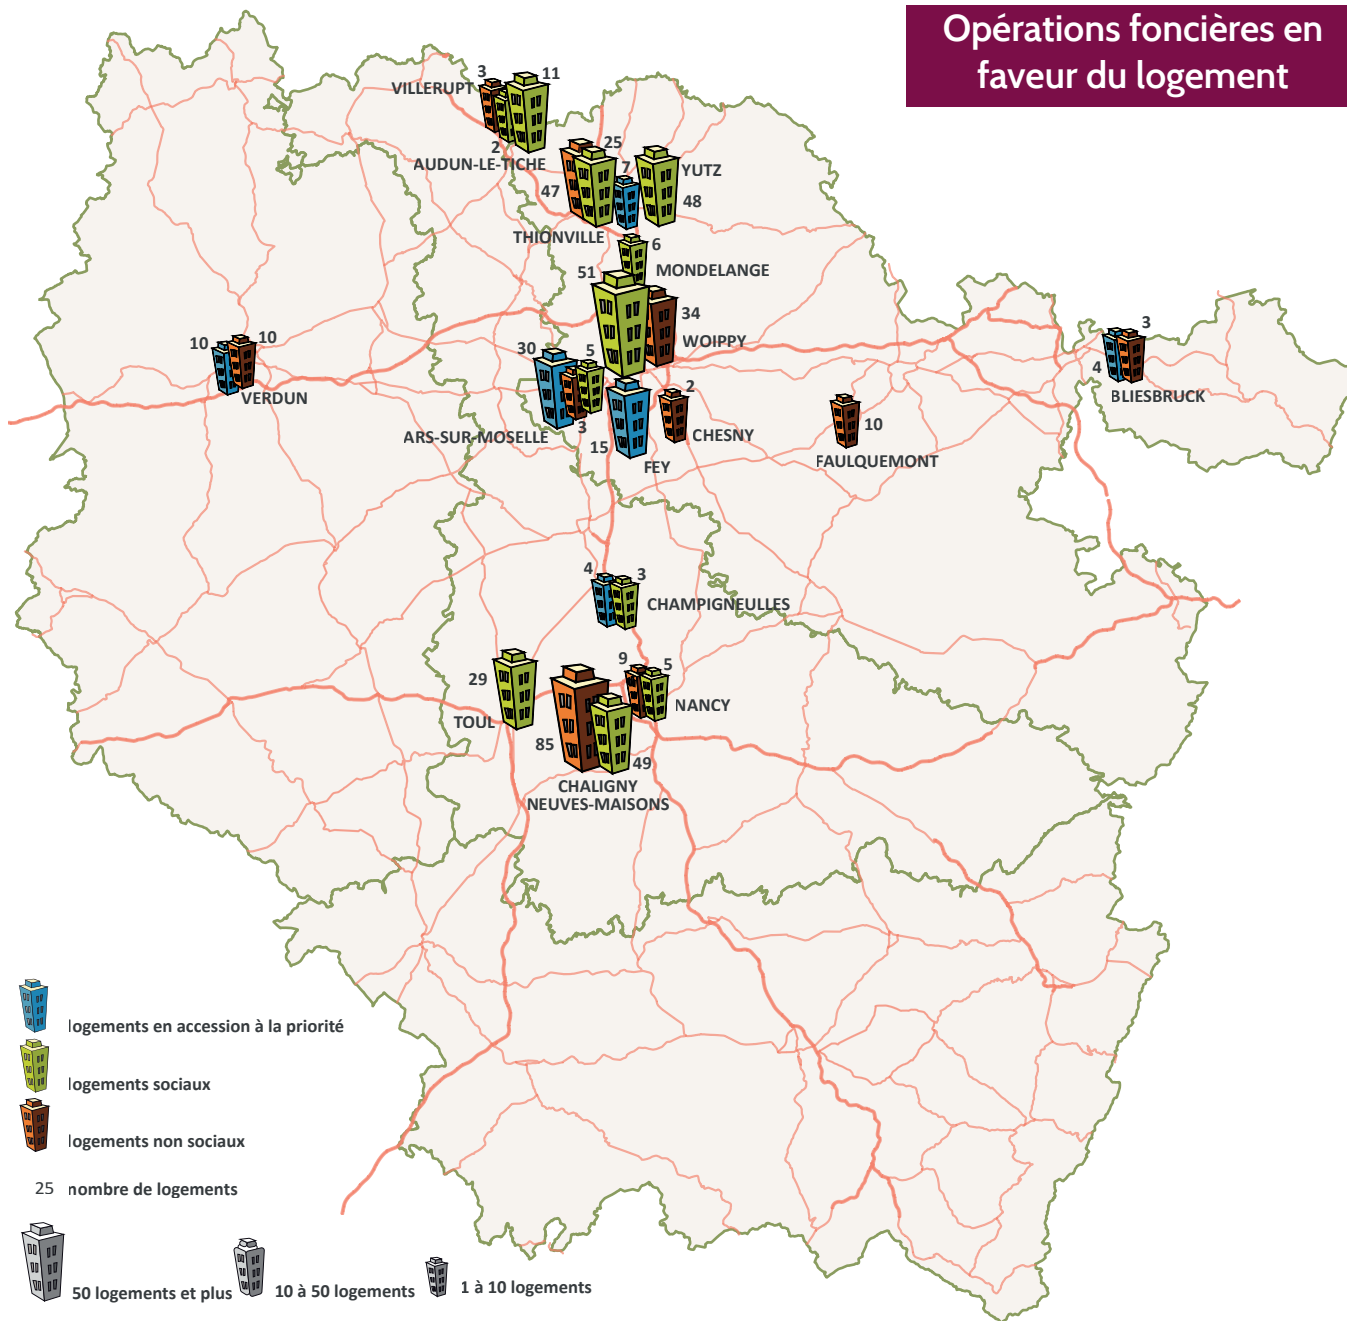 Opérations foncières en
faveur du logement
3
11
VILLERUPT
2
AUDUN-LE-TICHE
25
7
YUTZ
47
48
THIONVILLE
6
51
MONDELANGE
34
WOIPPY
10
10
VERDUN
30
5
3
ARS-SUR-MOSELLE
2
CHESNY
15
FEY
10
FAULQUEMONT
3
4
BLIESBRUCK
4
3
CHAMPIGNEULLES
29
TOUL
9
5
NANCY
85
49
CHALIGNY
NEUVES-MAISONS
logements en accession à la priorité
logements sociaux
logements non sociaux
25 nombre de logements
50 logements et plus
10 à 50 logements
1 à 10 logements